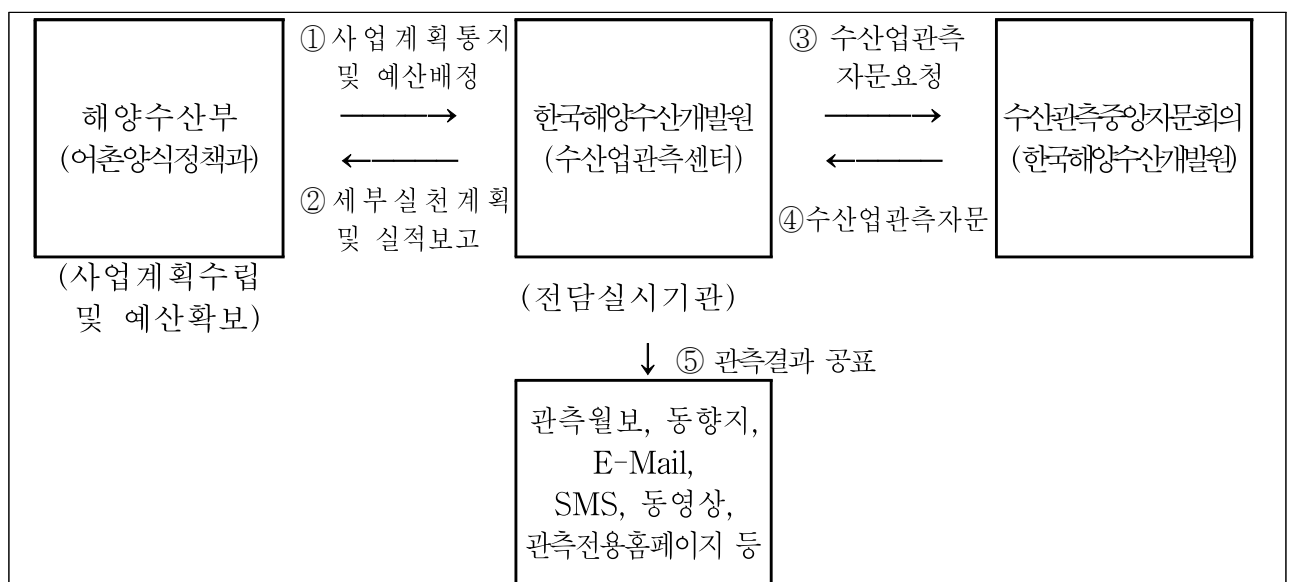 해양수산부
(어촌양식정책과)
(사업계획수립
및 예산확보)
①사업계획통지
및 예산배정
②세부실천계획
및 실적보고
한국해양수산개발원
(수산업관측센터)
(전담실시기관)
③ 수산업관측
자문요청
④수산업관측자문
수산관측중앙자문회의
(한국해양수산개발원)
⑤ 관측결과 공표
관측월보, 동향지,
E-Mail,
SMS, 동영상,
관측전용홈페이지 등